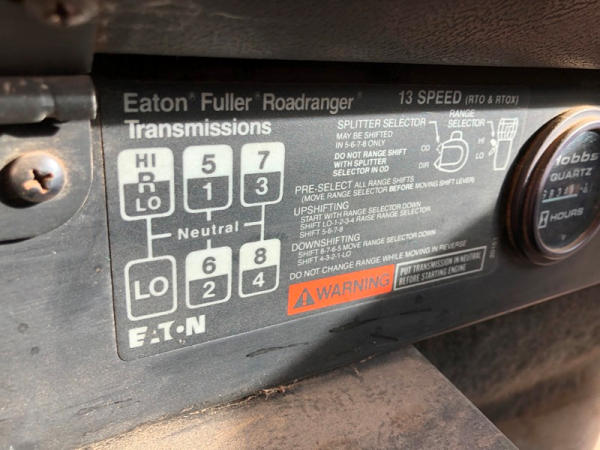 Eaton® Fuller® Roadranger®
Transmissions
13 SPEED (RTO & RTOX)
HI
R
LO
5
1
7
3
Neutral
LO
6
2
8
4
EATON
SPLITTER SELECTOR
MAY BE SHIFTED
IN 5-6-7-8 ONLY
DO NOT RANGE SHIFT
WITH SPLITTER
SELECTOR IN OD
OD
DIR
RANGE
SELECTOR
HI
LO
PRE-SELECT ALL RANGE SHIFTS
(MOVE RANGE SELECTOR BEFORE MOVING SHIFT LEVER)
UPSHIFTING
START WITH RANGE SELECTOR DOWN
SHIFT LO-1-2-3-4 RAISE RANGE SELECTOR
SHIFT 5-6-7-8
DOWNSHIFTING
SHIFT 8-7-6-5 MOVE RANGE SELECTOR DOWN
SHIFT 4-3-2-1-LO
DO NOT CHANGE RANGE WHILE MOVING IN REVERSE
WARNING
PUT TRANSMISSION IN NEUTRAL
BEFORE STARTING ENGINE
Hobbs
QUARTZ
HOURS